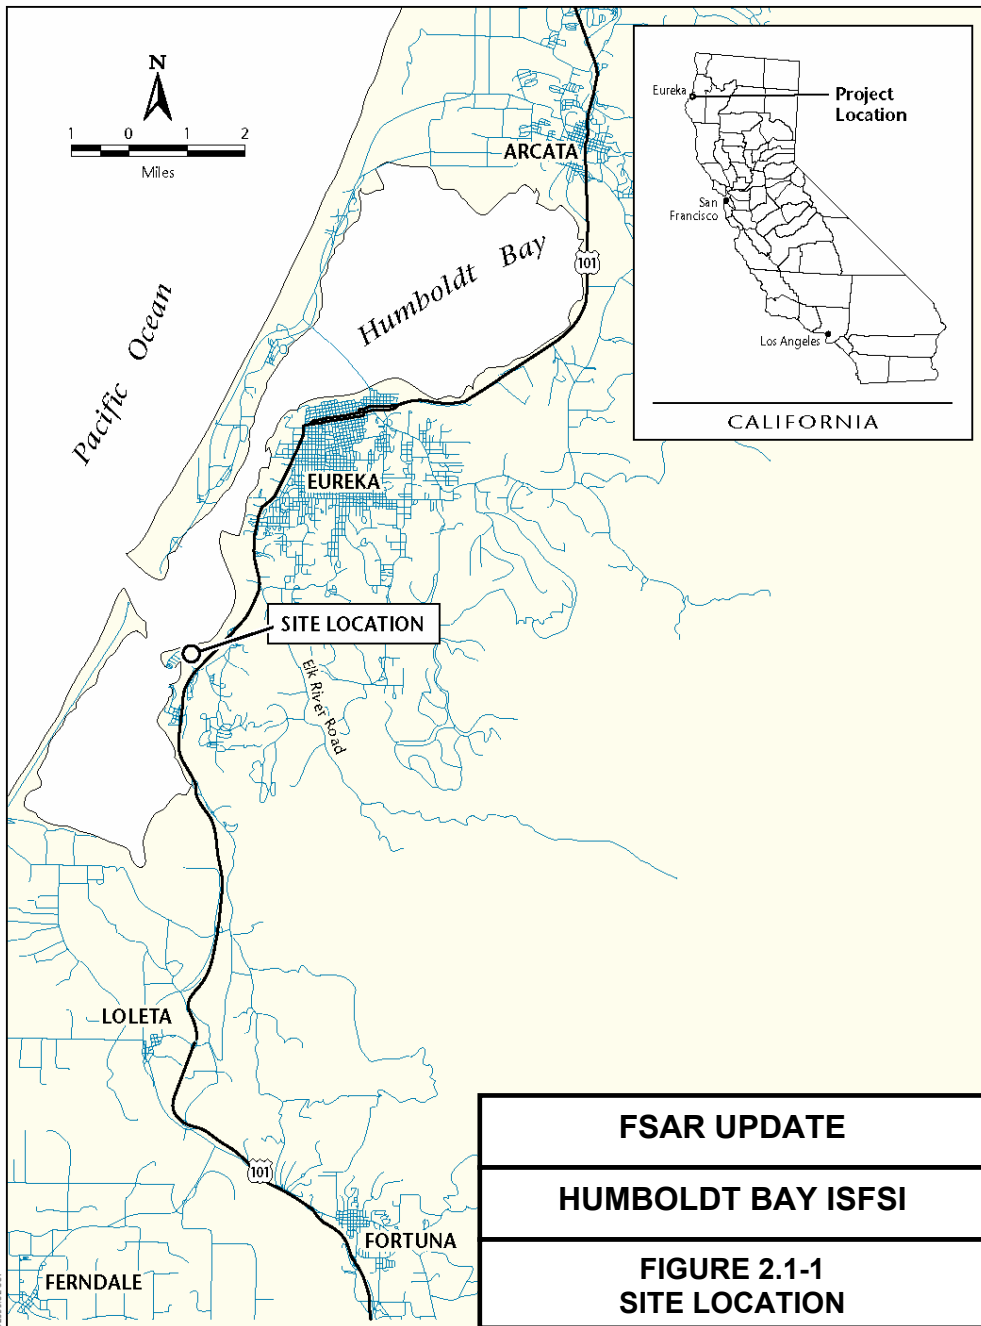 N
1 0 1 2
Miles
ARCATA
101
Humboldt Bay
Pacific Ocean
Eureka
Project
Location
San
Francisco
Los Angeles
CALIFORNIA
EUREKA
SITE LOCATION
Elk River Road
LOLETA
101
FORTUNA
FERNDALE
FSAR UPDATE
HUMBOLDT BAY ISFSI
FIGURE 2.1-1
SITE LOCATION